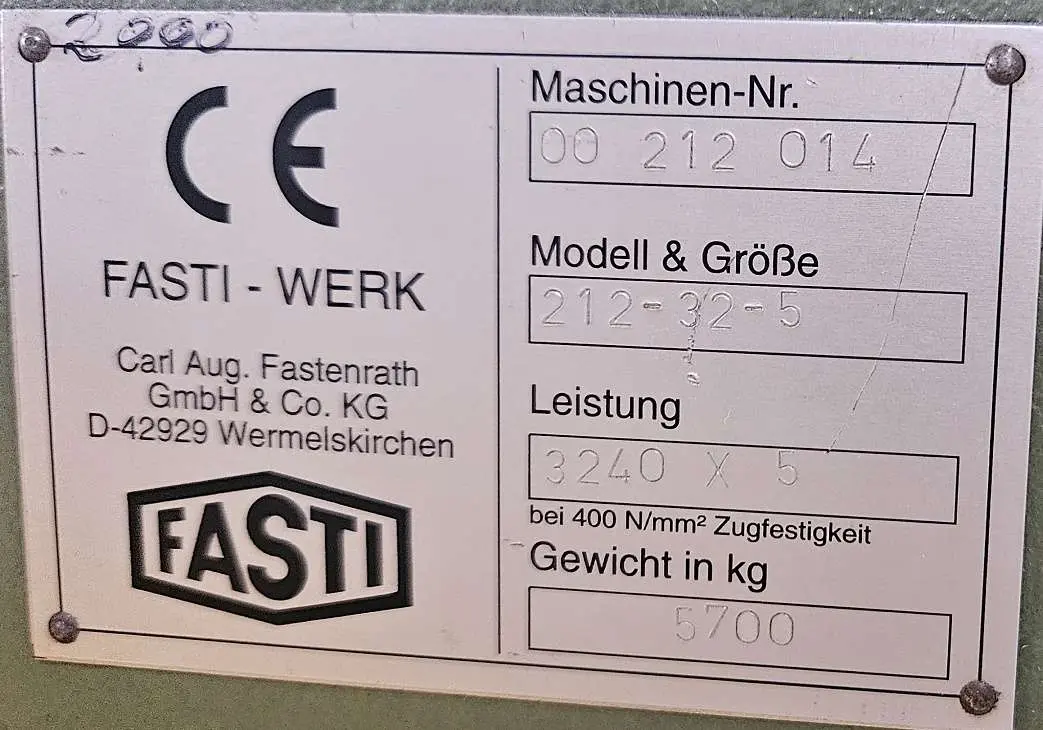 2000
CE
FASTI - WERK
Carl Aug. Fastenrath
GmbH & Co. KG
D-42929 Wermelskirchen
FASTI
Maschinen-Nr.
00 212 014
Modell & Größe
212-32-5
Leistung
3240 X 5
bei 400 N/mm² Zugfestigkeit
Gewicht in kg
5700